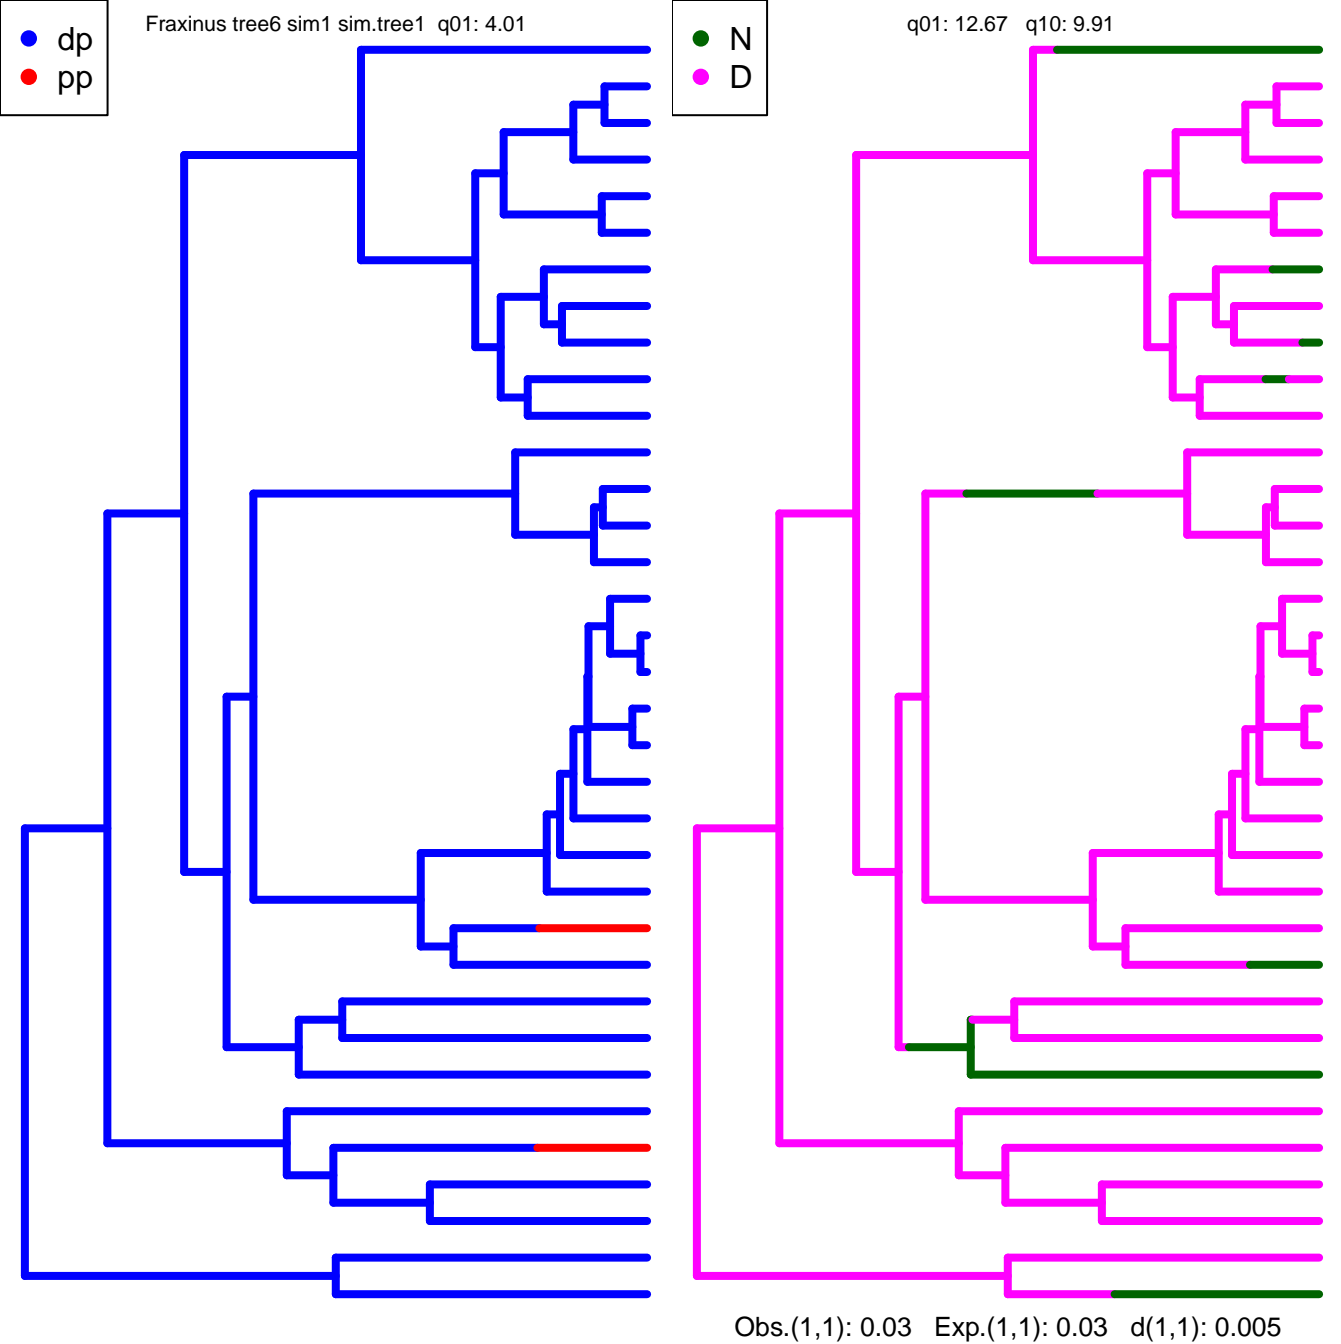 Fraxinus tree6 sim1 sim.tree1 q01: 4.01
dp
pp
q01: 12.67 q10: 9.91
N
D
Obs.(1,1): 0.03 Exp.(1,1): 0.03 d(1,1): 0.005